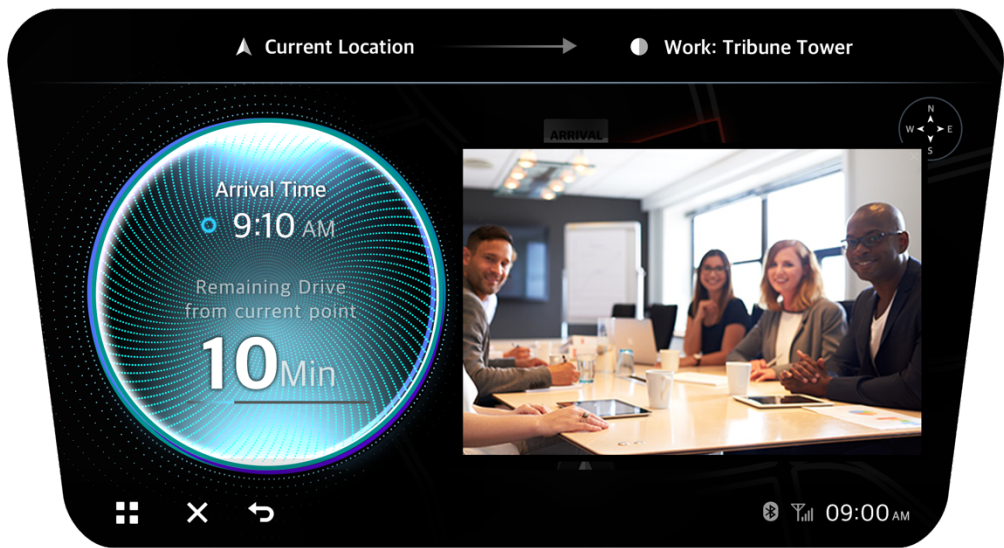 Current Location
Work: Tribune Tower
N
W E
S
ARRIVAL
Arrival Time
9:10 AM
Remaining Drive
from current point
10Min
09:00 AM